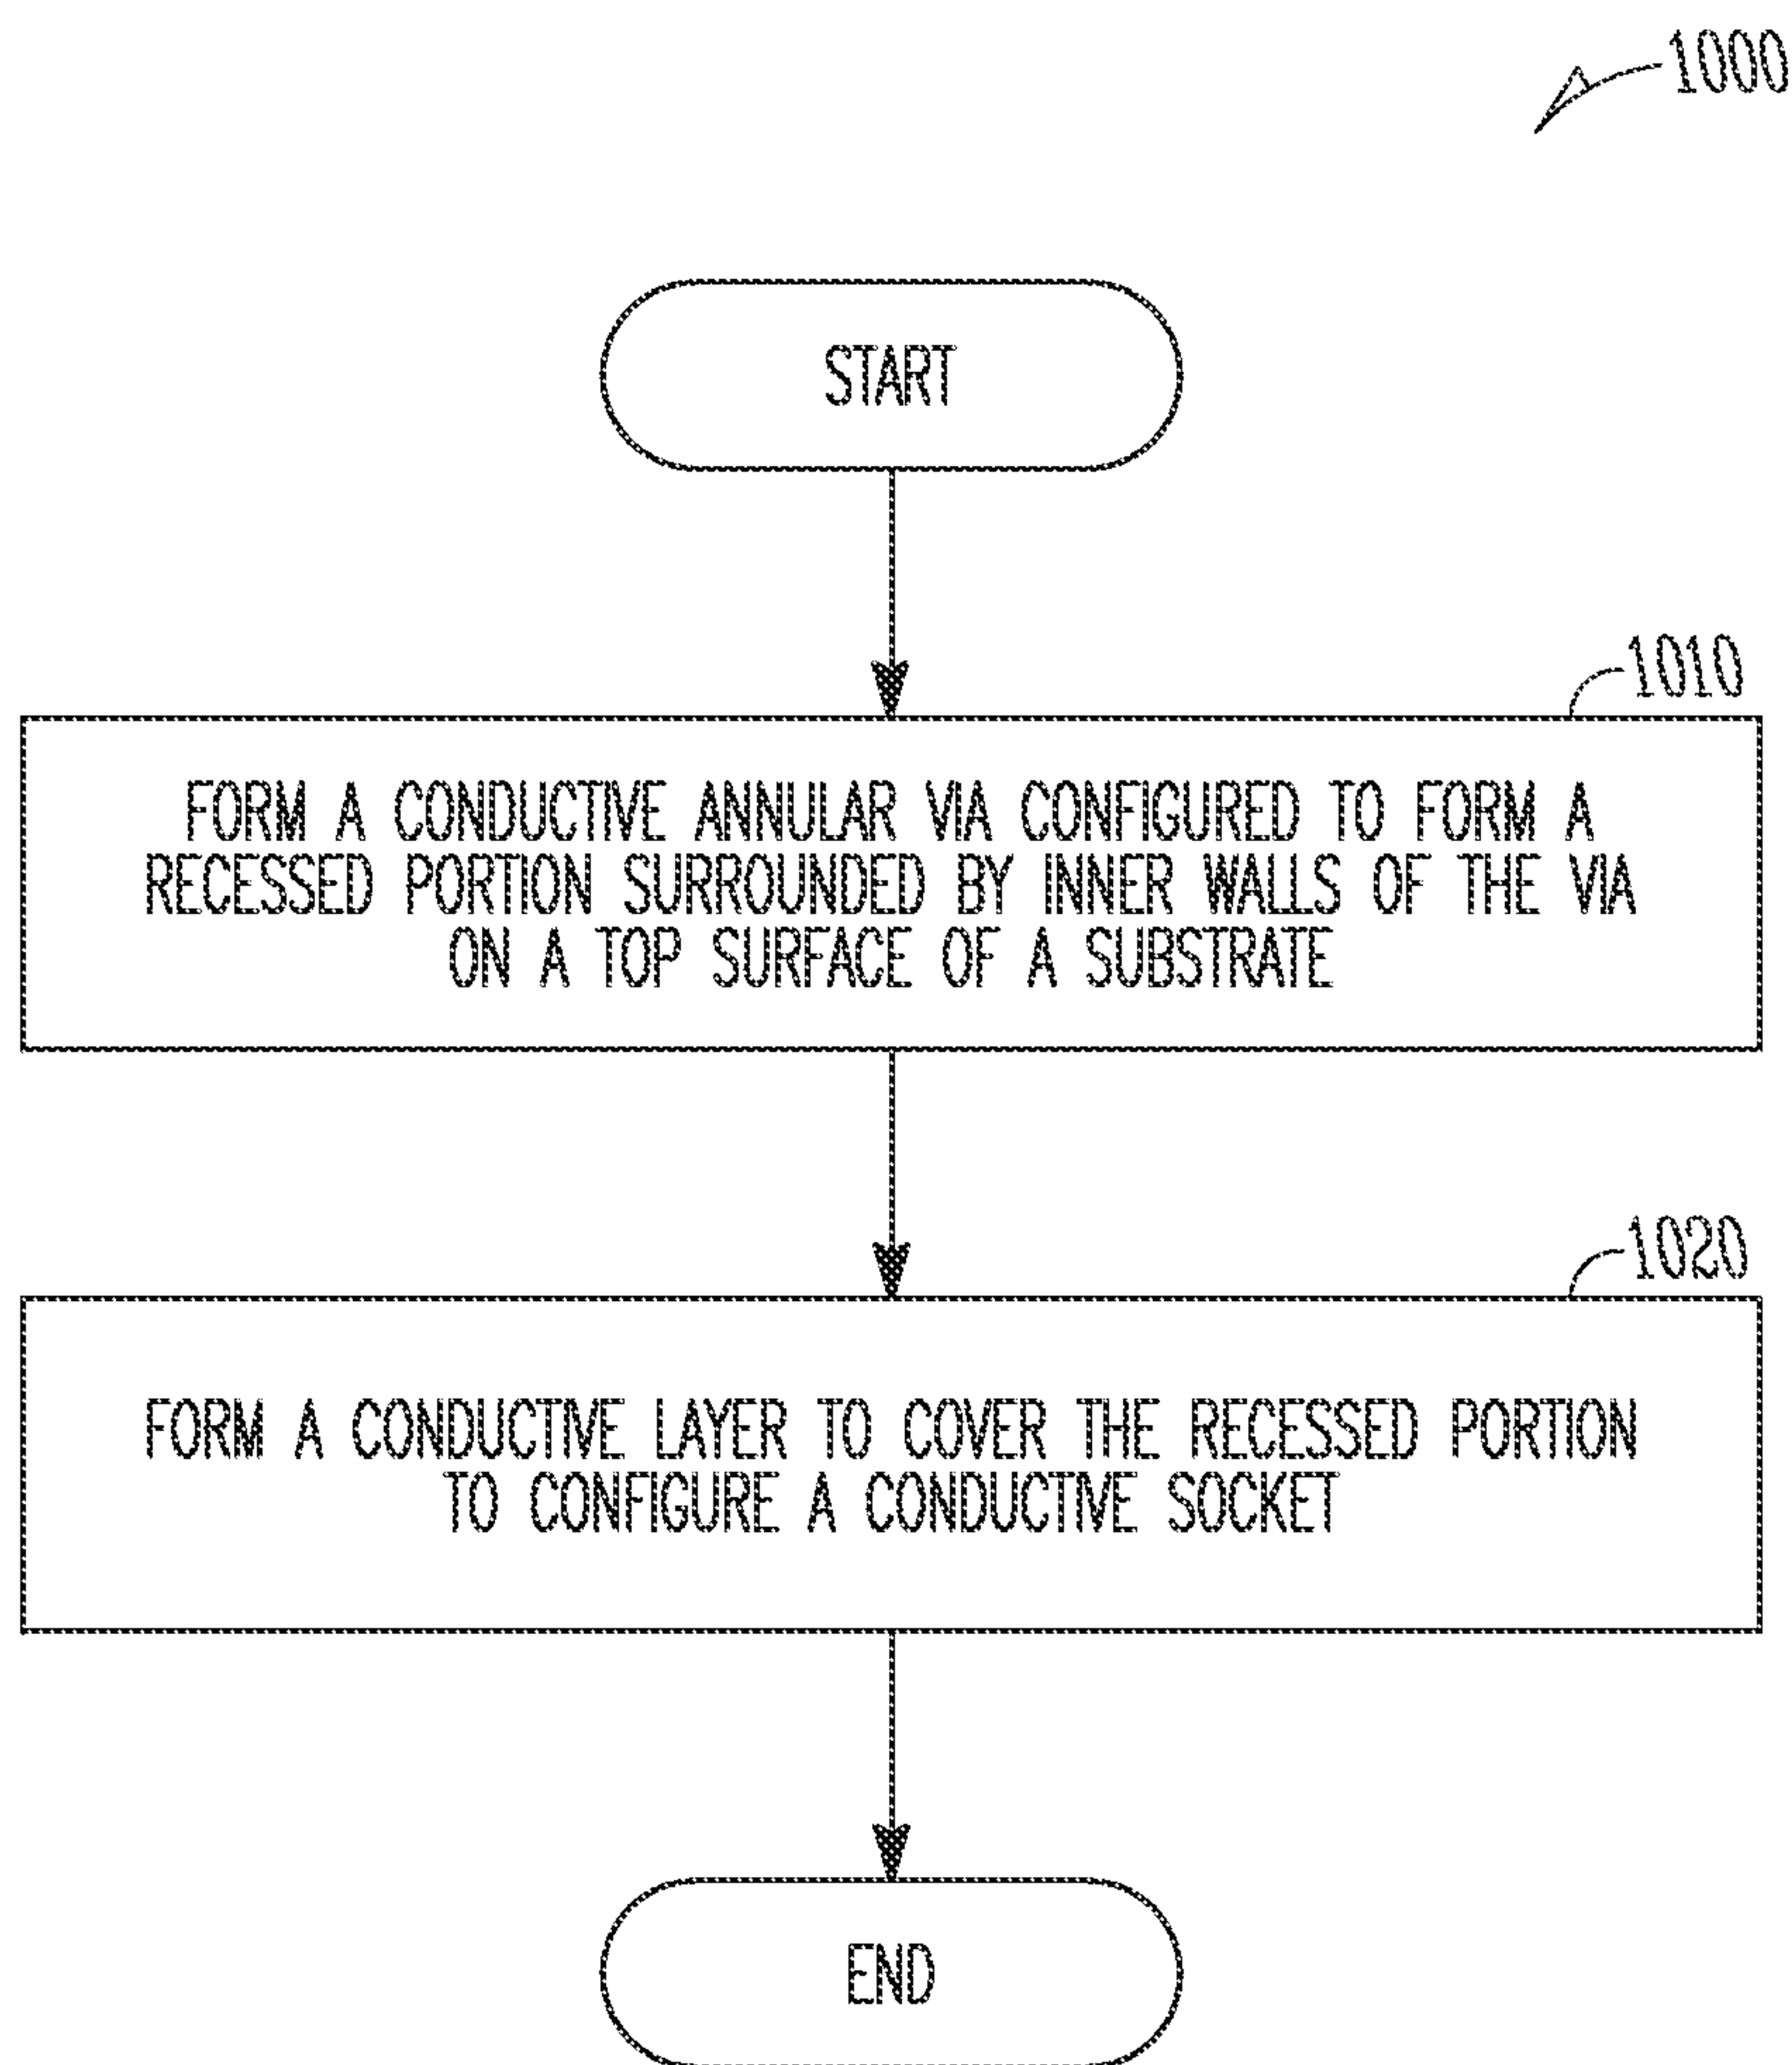 1000
START
1010
FORM A CONDUCTIVE ANNULAR VIA CONFIGURED TO FORM A
RECESSED PORTION SURROUNDED BY INNER WALLS OF THE VIA
ON A TOP SURFACE OF A SUBSTRATE
1020
FORM A CONDUCTIVE LAYER TO COVER THE RECESSED PORTION
TO CONFIGURE A CONDUCTIVE SOCKET
END